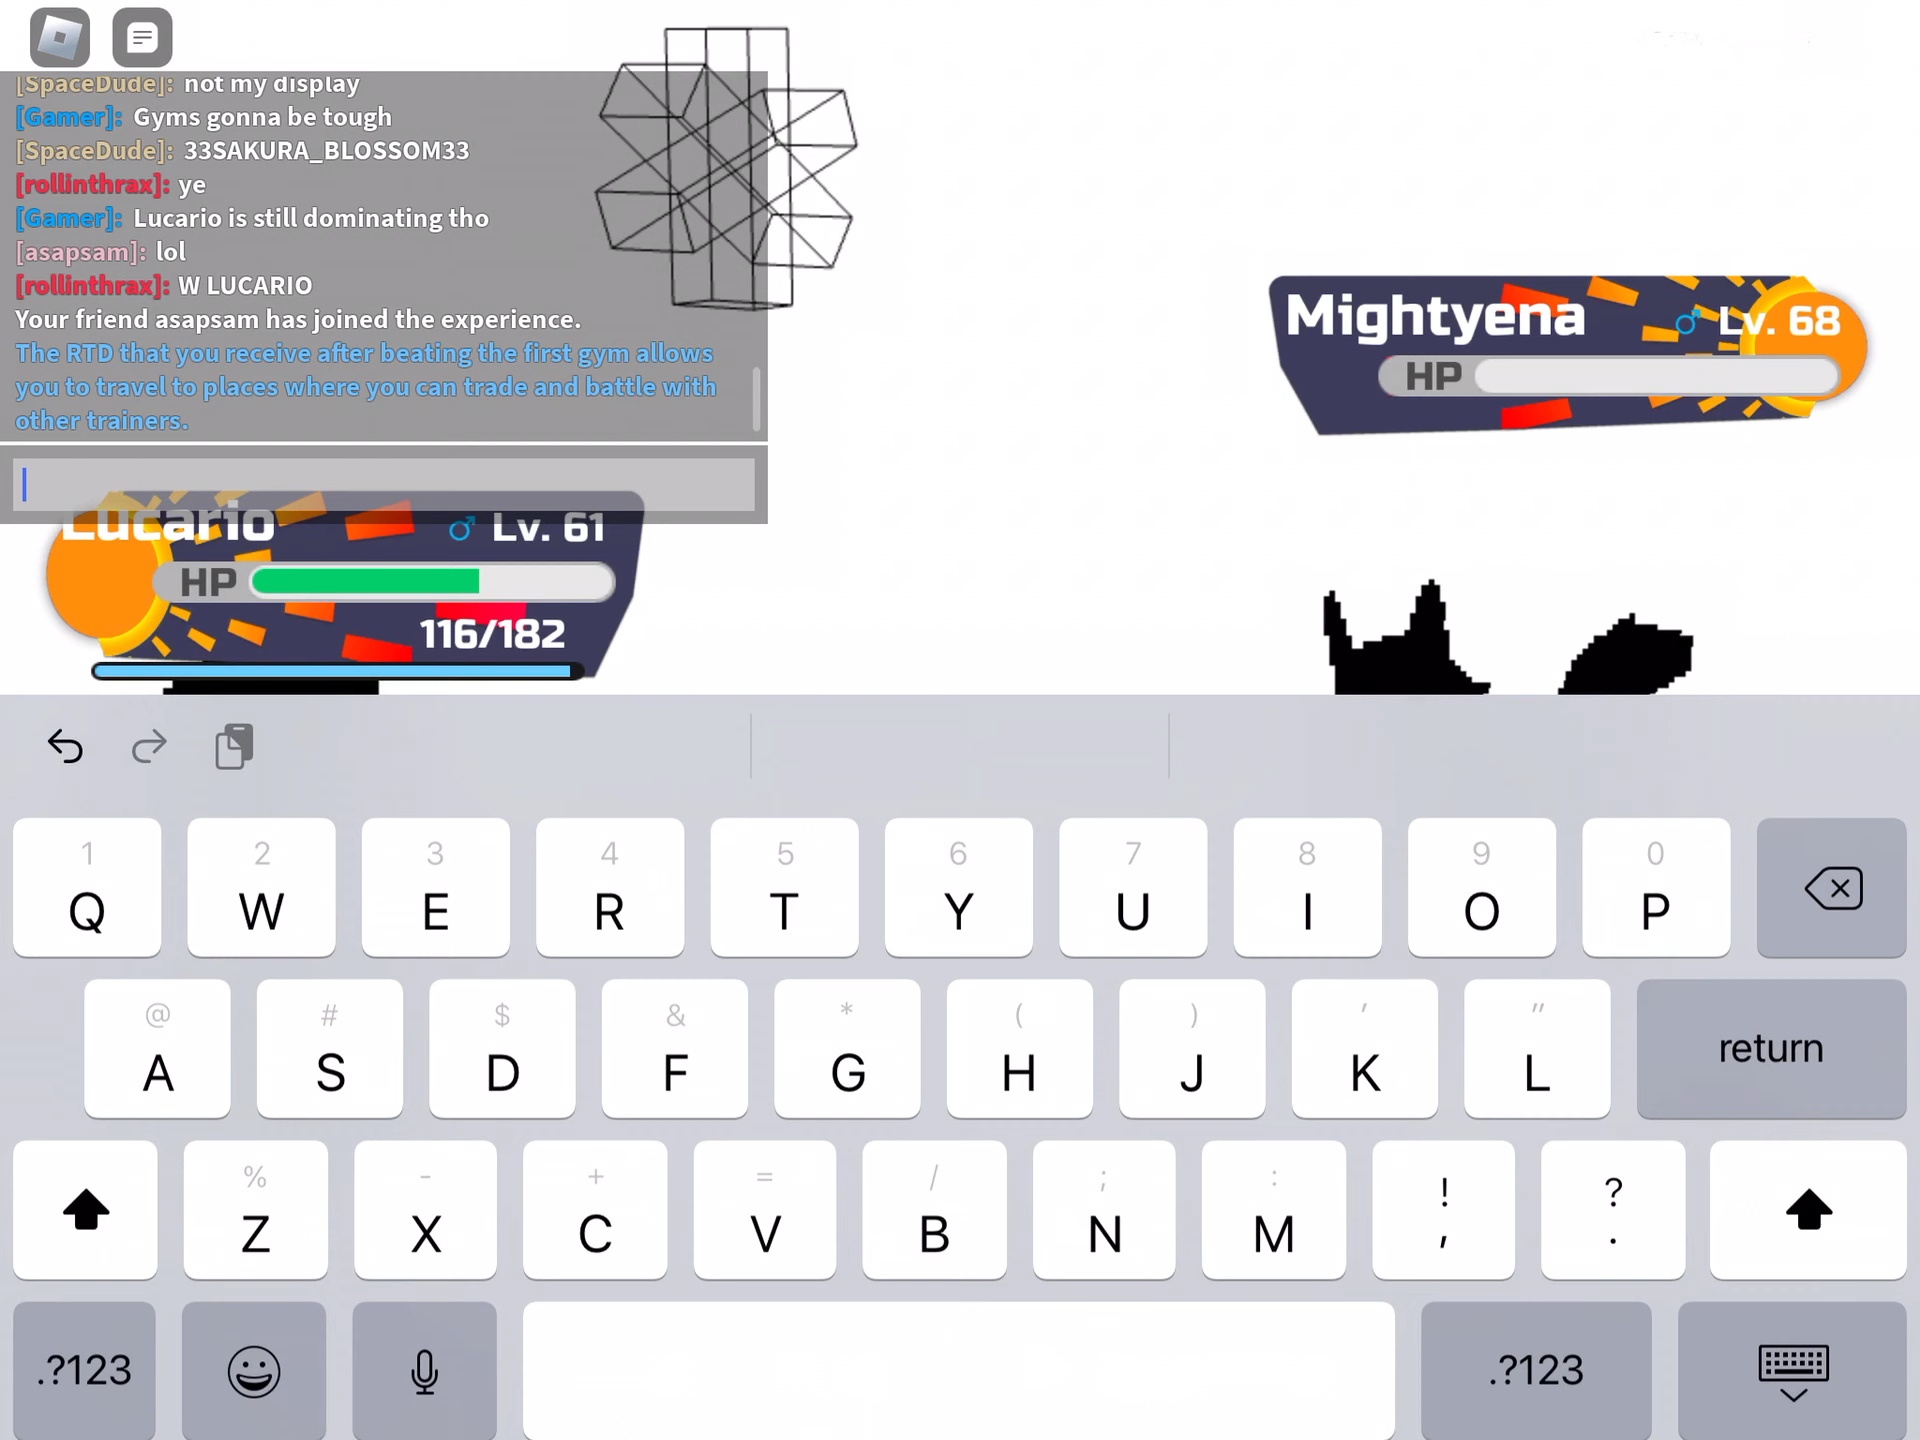 [SpaceDude]: not my display
[Gamer]: Gyms gonna be tough
[SpaceDude]: 33SAKURA_BLOSSOM33
[rollinthrax]: ye
[Gamer]: Lucario is still dominating tho
[asapsam]: lol
[rollinthrax]: W LUCARIO
Your friend asapsam has joined the experience.
The RTD that you receive after beating the first gym allows
you to travel to places where you can trade and battle with
other trainers.
Mightyena ♂ Lv. 68
HP
Lucario ♂ Lv. 61
HP
116/182
1 2 3 4 5 6 7 8 9 0
Q W E R T Y U I O P
@ # $ & * ( ) ' "
A S D F G H J K L return
% - + = / ; : ! ?
Z X C V B N M , .
.?123 .?123